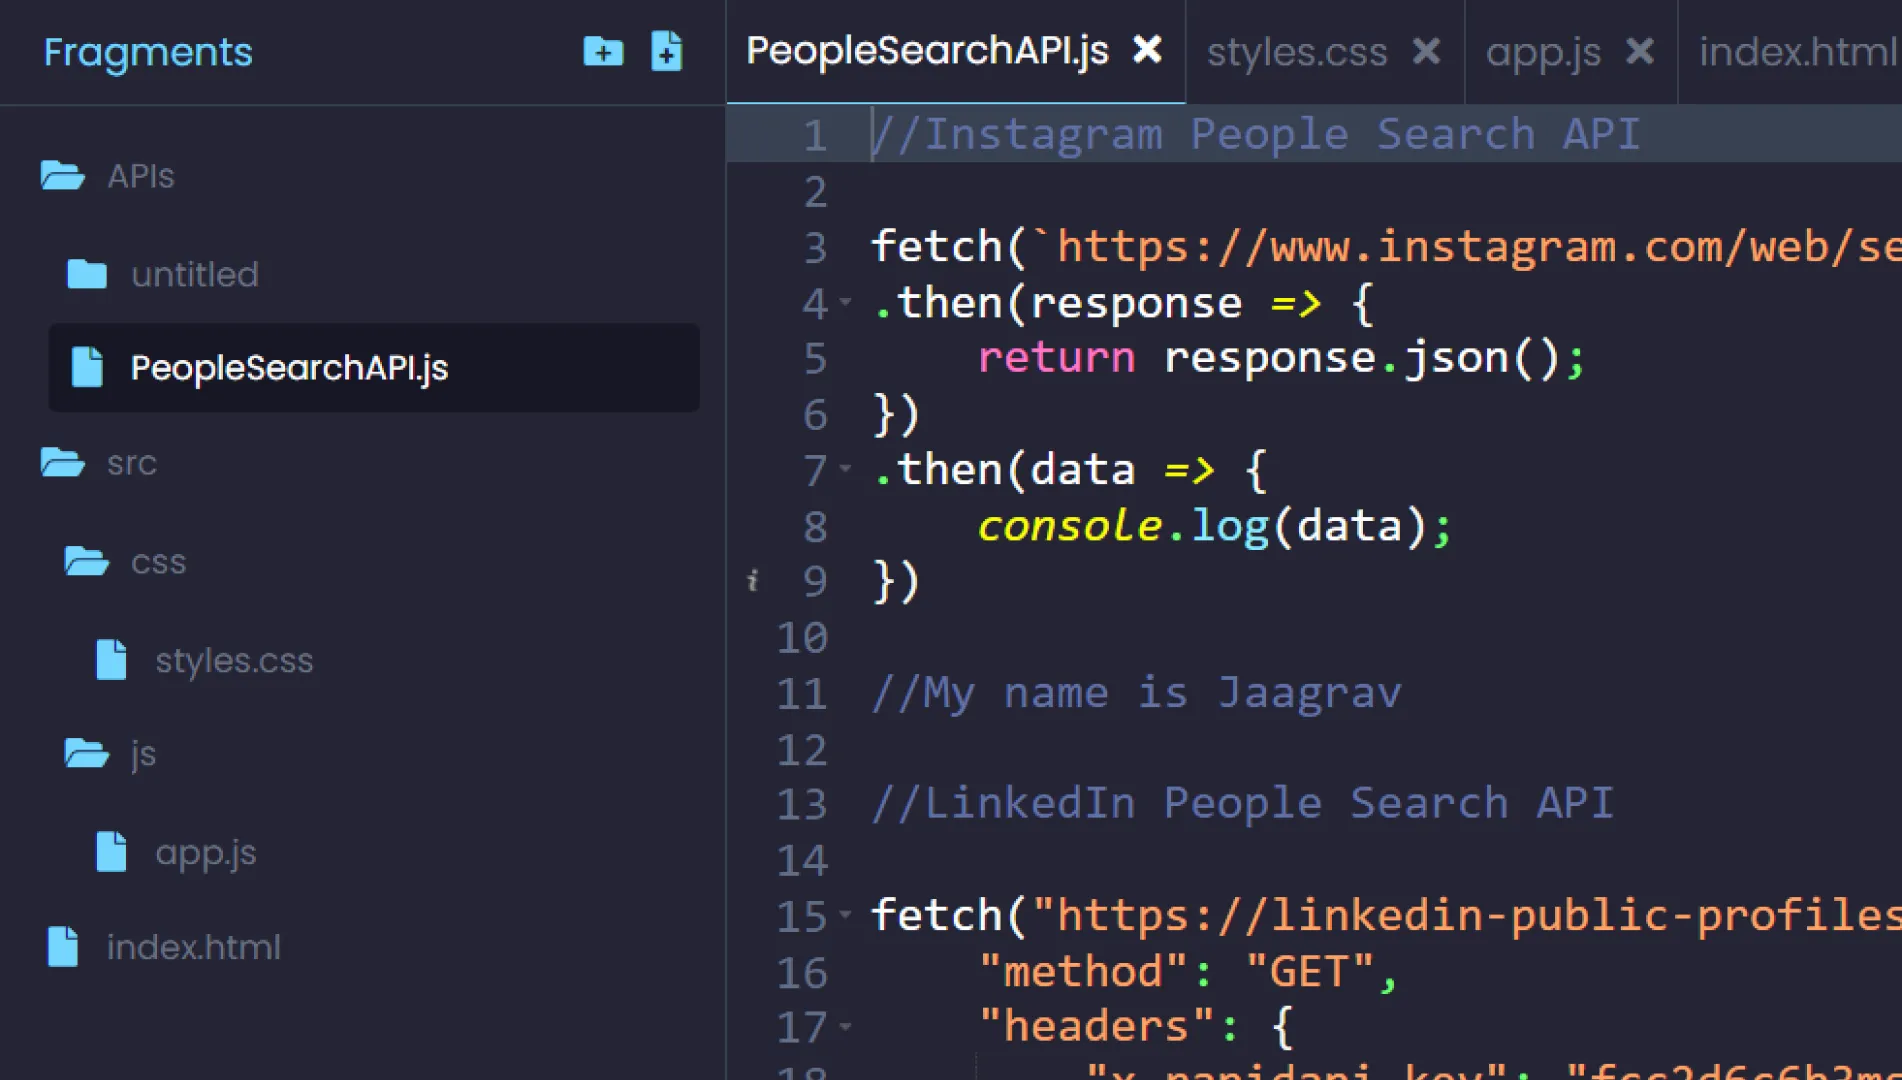 Fragments
APIs
untitled
PeopleSearchAPI.js
src
css
styles.css
js
app.js
index.html
PeopleSearchAPI.js styles.css app.js index.html
1 //Instagram People Search API
2
3 fetch(`https://www.instagram.com/web/se
4 .then(response => {
5 return response.json();
6 })
7 .then(data => {
8 console.log(data);
i 9 })
10
11 //My name is Jaagrav
12
13 //LinkedIn People Search API
14
15 fetch("https://linkedin-public-profiles
16 "method": "GET",
17 "headers": {
18